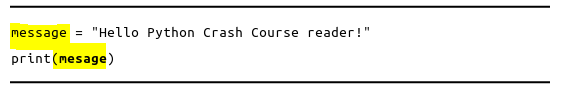 message = "Hello Python Crash Course reader!"
print(mesage)